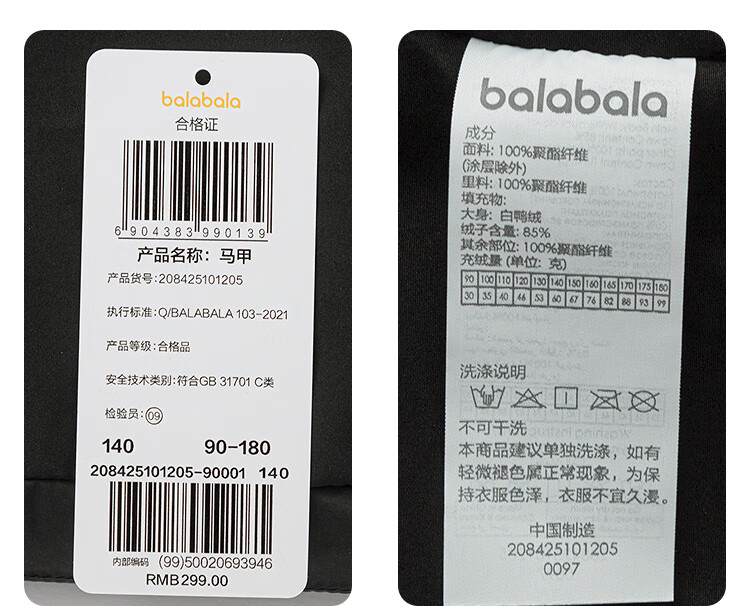 balabala
合格证
6 904383 990139
产品名称: 马甲
产品货号:208425101205
执行标准:Q/BALABALA 103-2021
产品等级:合格品
安全技术类别:符合GB 31701 C类
检验员:09
140 90-180
208425101205-90001 140
内部编码 (99)50020693946
RMB299.00
balabala
成分
面料: 100%聚酯纤维
(涂层除外)
里料: 100%聚酯纤维
填充物:
大身: 白鸭绒
绒子含量: 85%
其余部位: 100%聚酯纤维
充绒量 (单位: 克)
90 100 110 120 130 140 150 160 165 170 175 180
30 35 40 46 53 60 67 76 82 88 93 99
洗涤说明
不可干洗
本商品建议单独洗涤，如有
轻微褪色属正常现象，为保
持衣服色泽，衣服不宜久浸。
中国制造
208425101205
0097